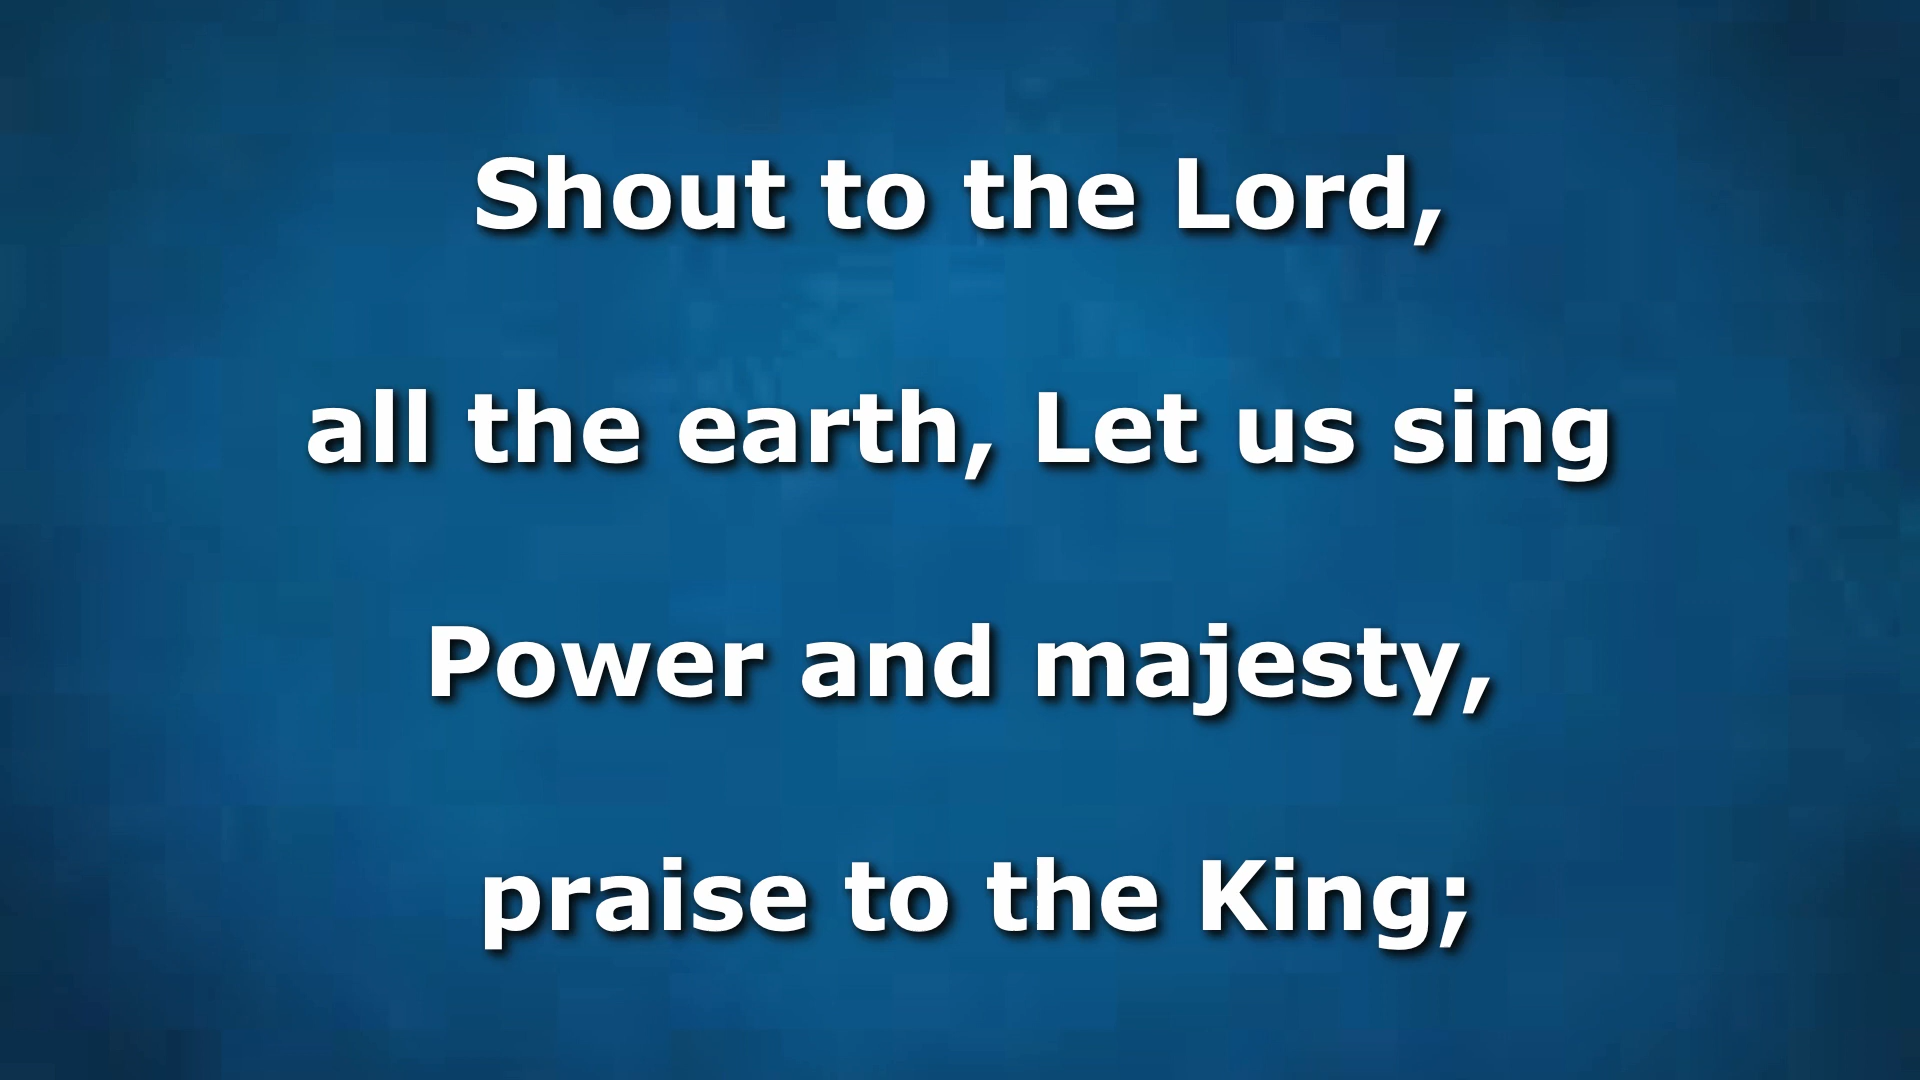 Shout to the Lord,
all the earth, Let us sing
Power and majesty,
praise to the King;